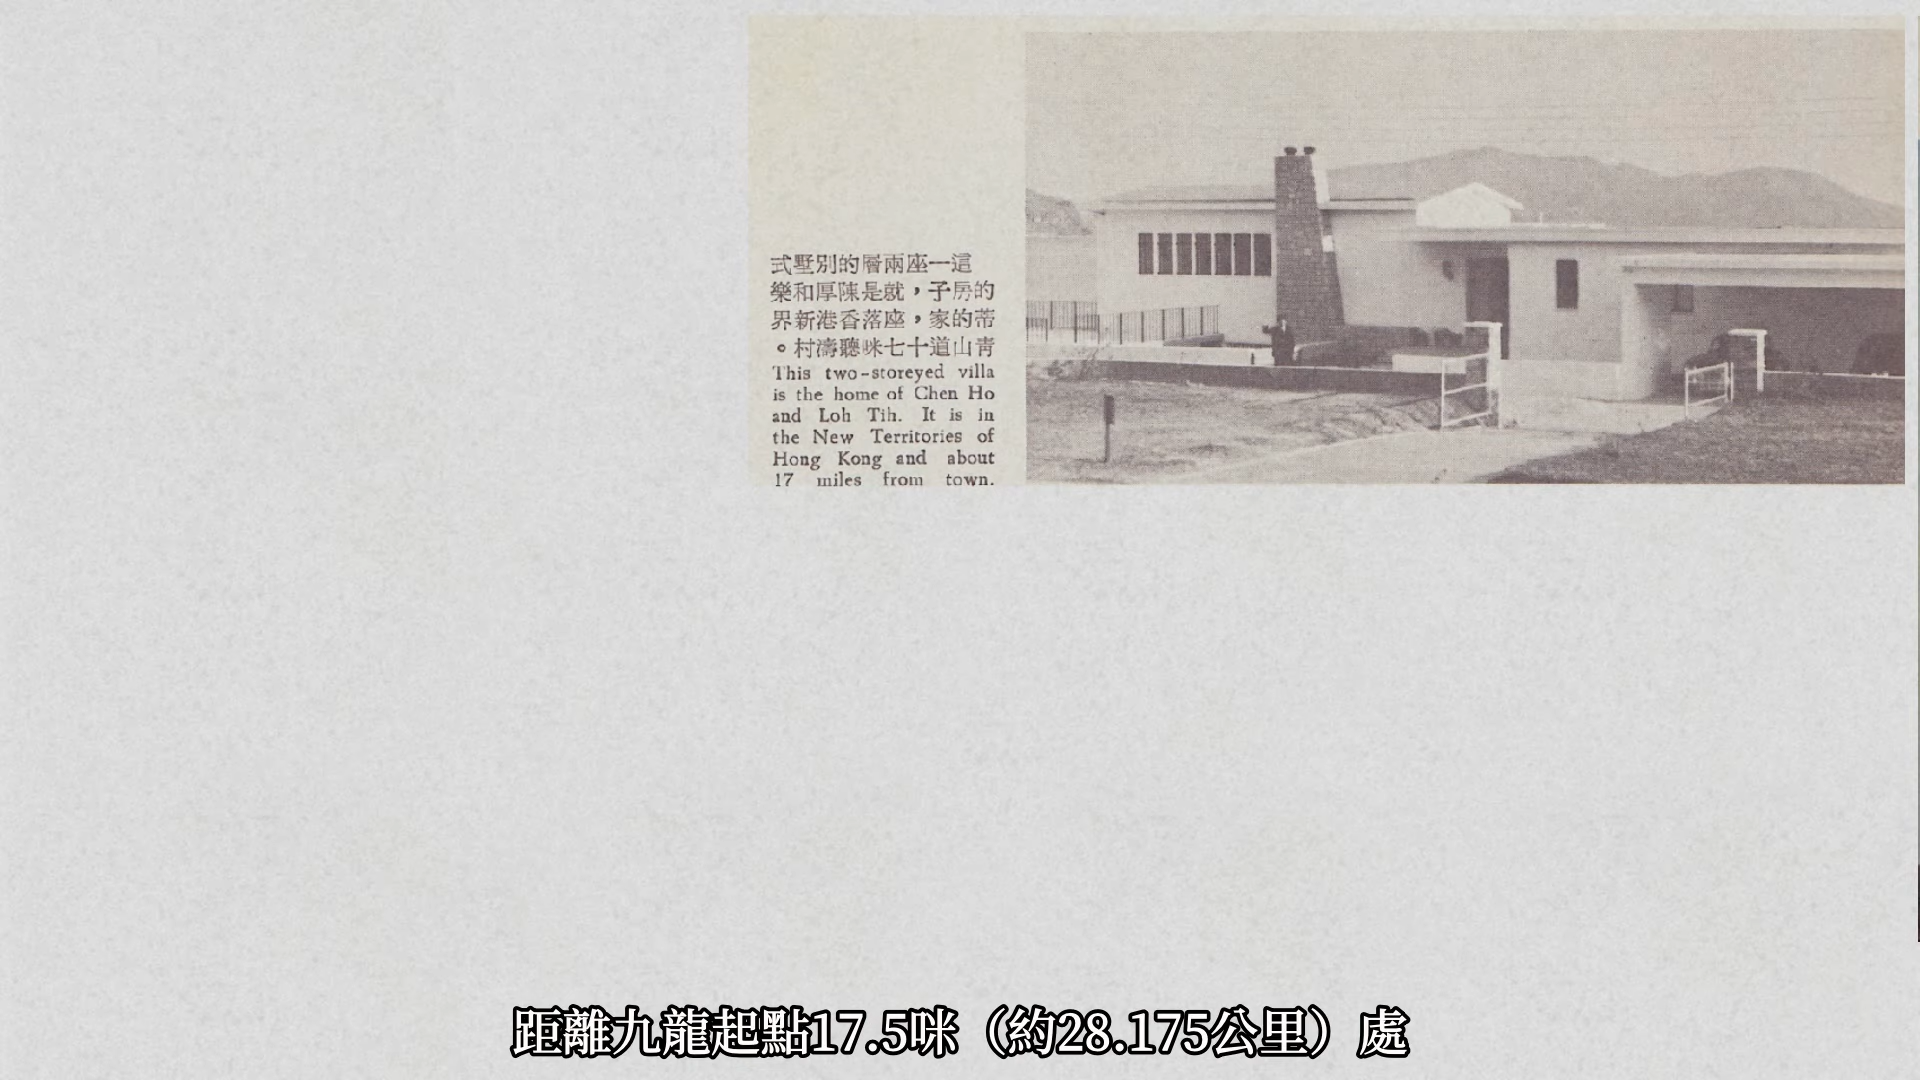 這一座兩層的別墅式
的房子，就是陳厚和樂
蒂的家，座落香港新界
青山道十七咪聽濤村。
This two-storeyed villa
is the home of Chen Ho
and Loh Tih. It is in
the New Territories of
Hong Kong and about
17 miles from town.
距離九龍起點17.5咪（約28.175公里）處